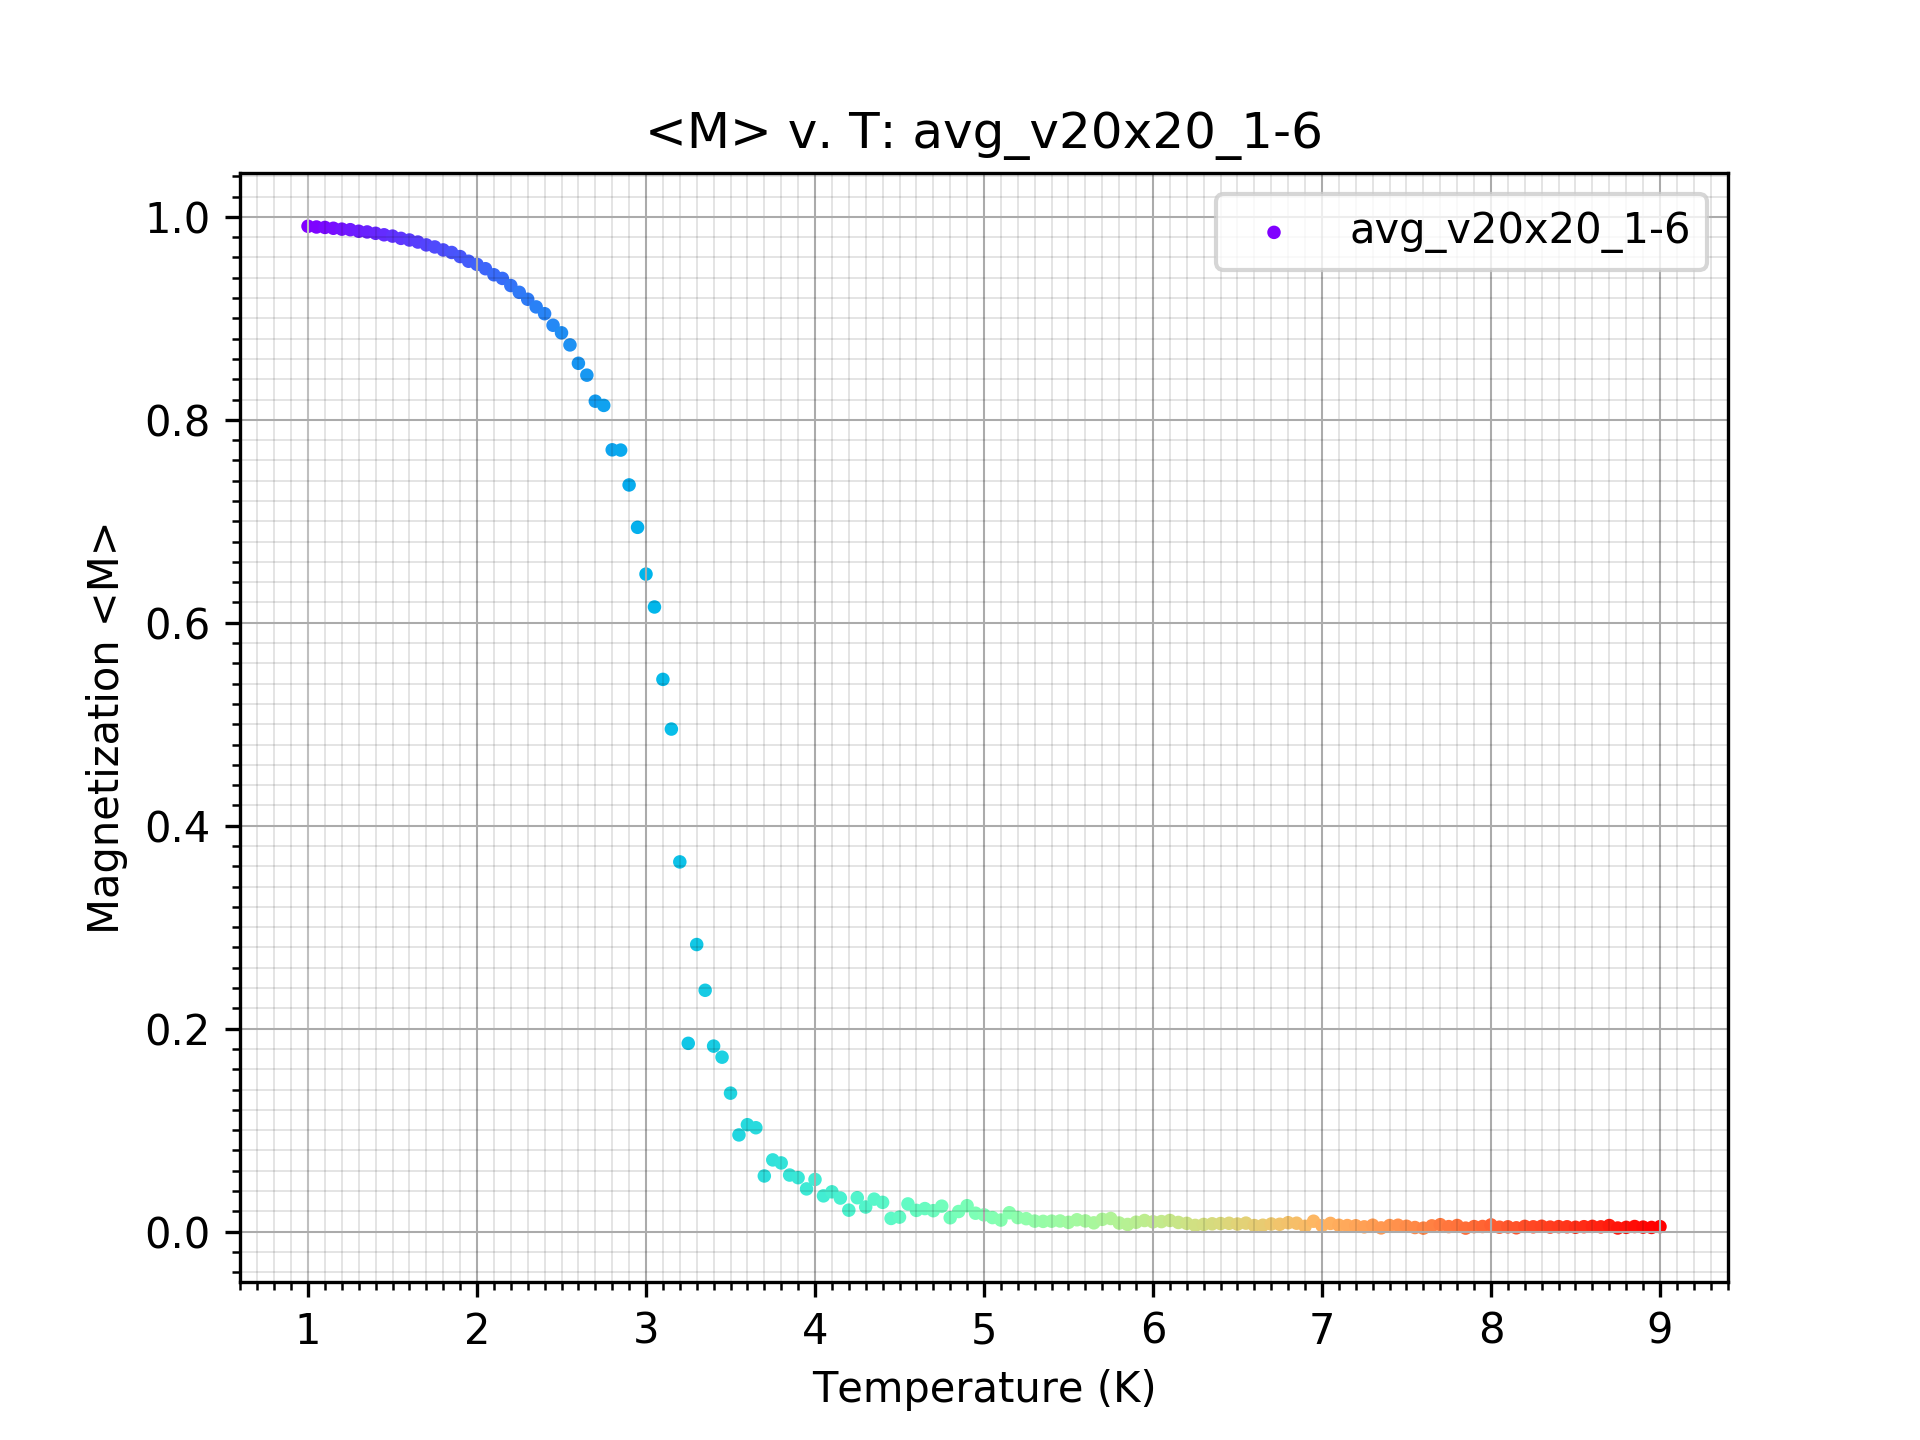 <M> v. T: avg_v20x20_1-6
avg_v20x20_1-6
1.0
0.8
0.6
0.4
0.2
0.0
Magnetization <M>
1 2 3 4 5 6 7 8 9
Temperature (K)